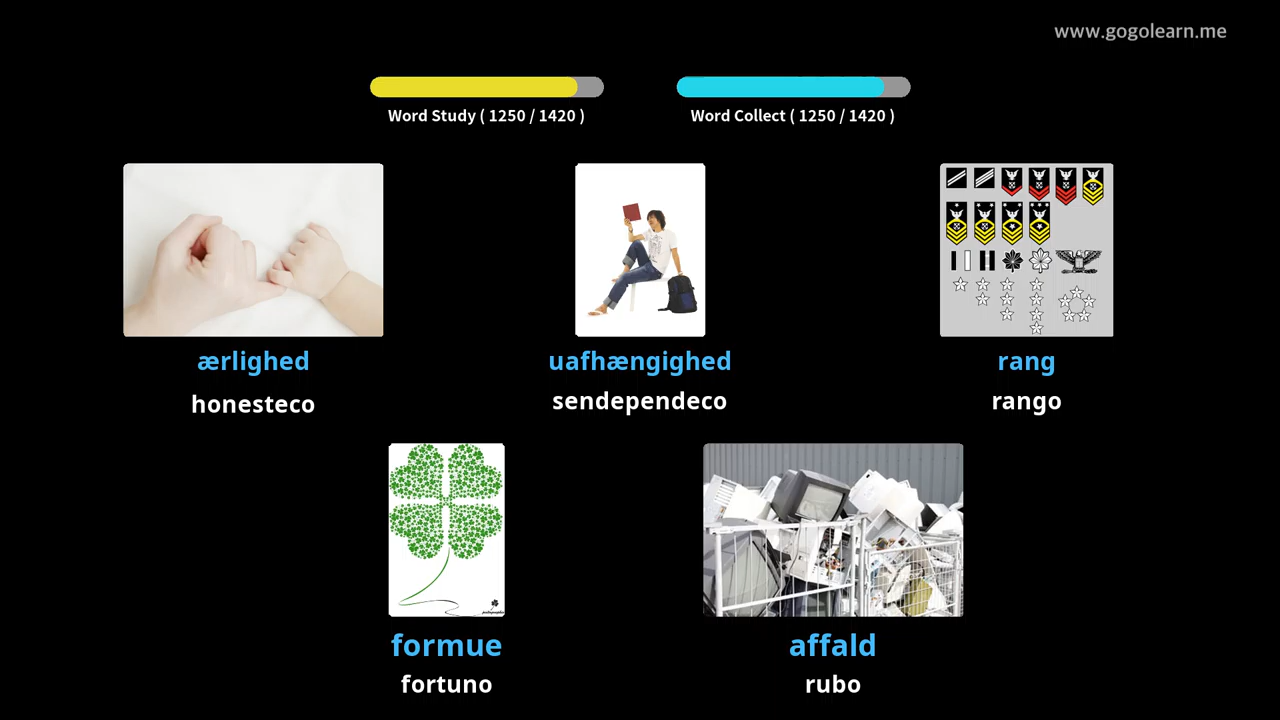 www.gogolearn.me
Word Study ( 1250 / 1420 )
Word Collect ( 1250 / 1420 )
ærlighed
honesteco
uafhængighed
sendependeco
rang
rango
formue
fortuno
affald
rubo